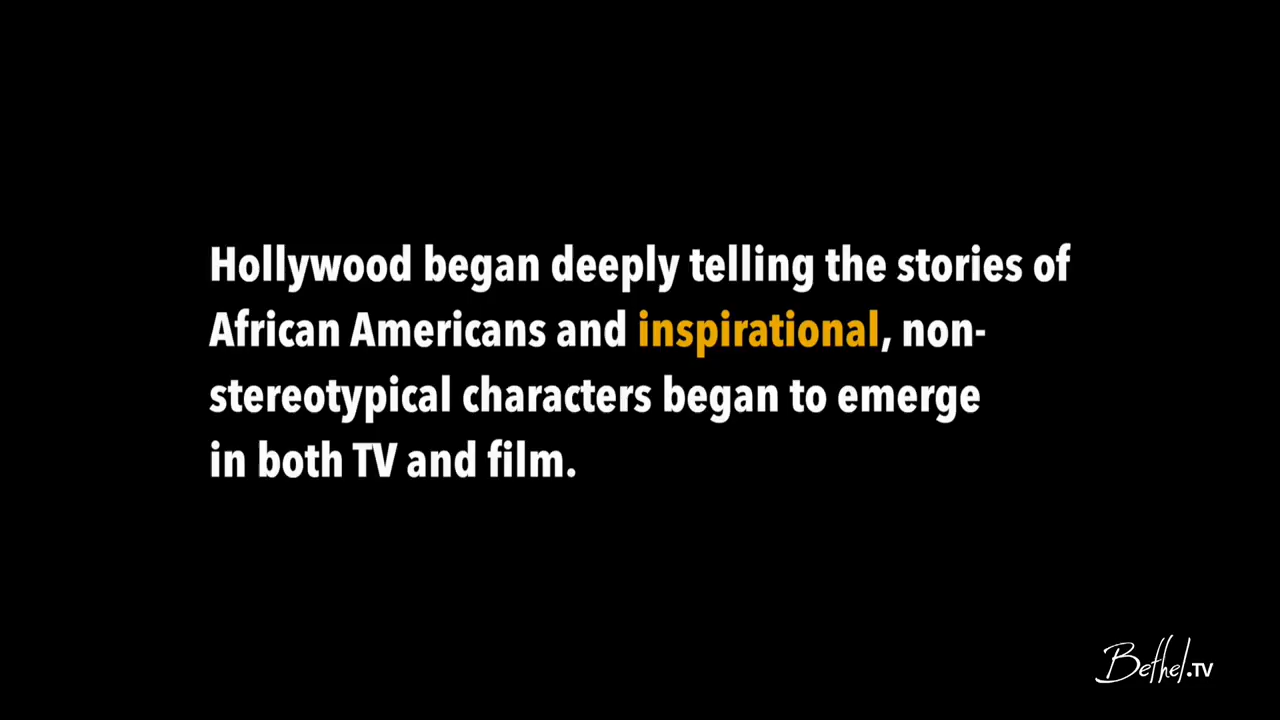 Hollywood began deeply telling the stories of
African Americans and inspirational, non-
stereotypical characters began to emerge
in both TV and film.
Bethel.TV